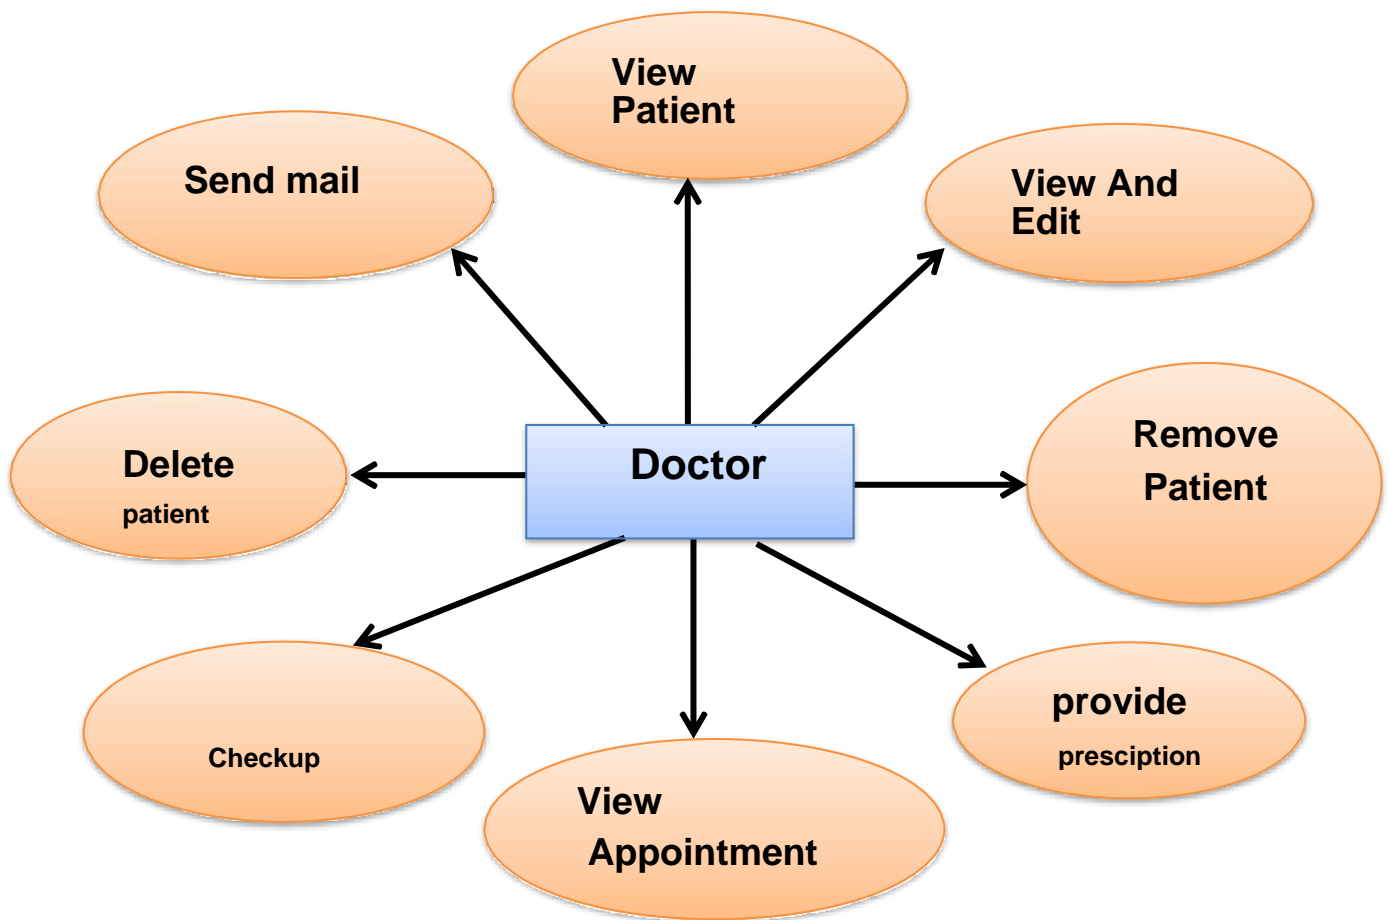 View
Patient
Send mail
View And
Edit
Doctor
Remove
Patient
Delete
patient
provide
presciption
Checkup
View
Appointment